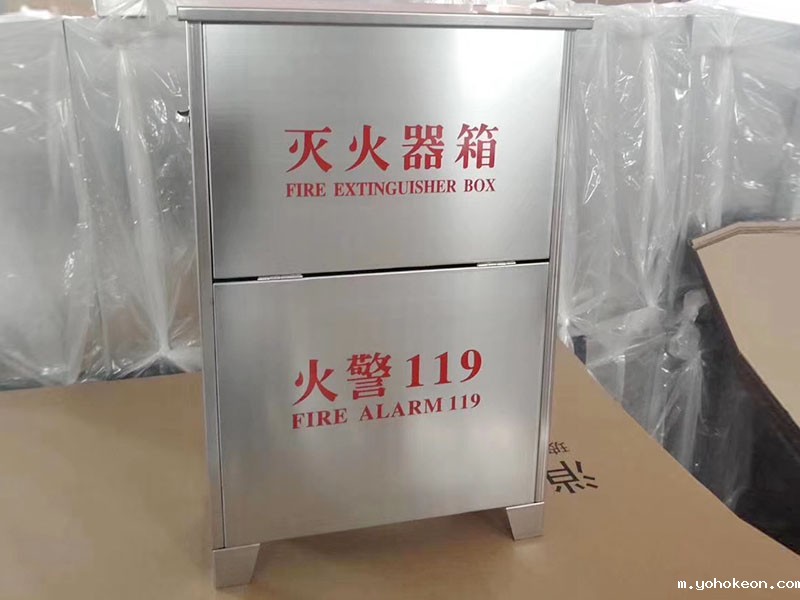 灭火器箱
FIRE EXTINGUISHER BOX
火警119
FIRE ALARM 119
m.yohokeon.com